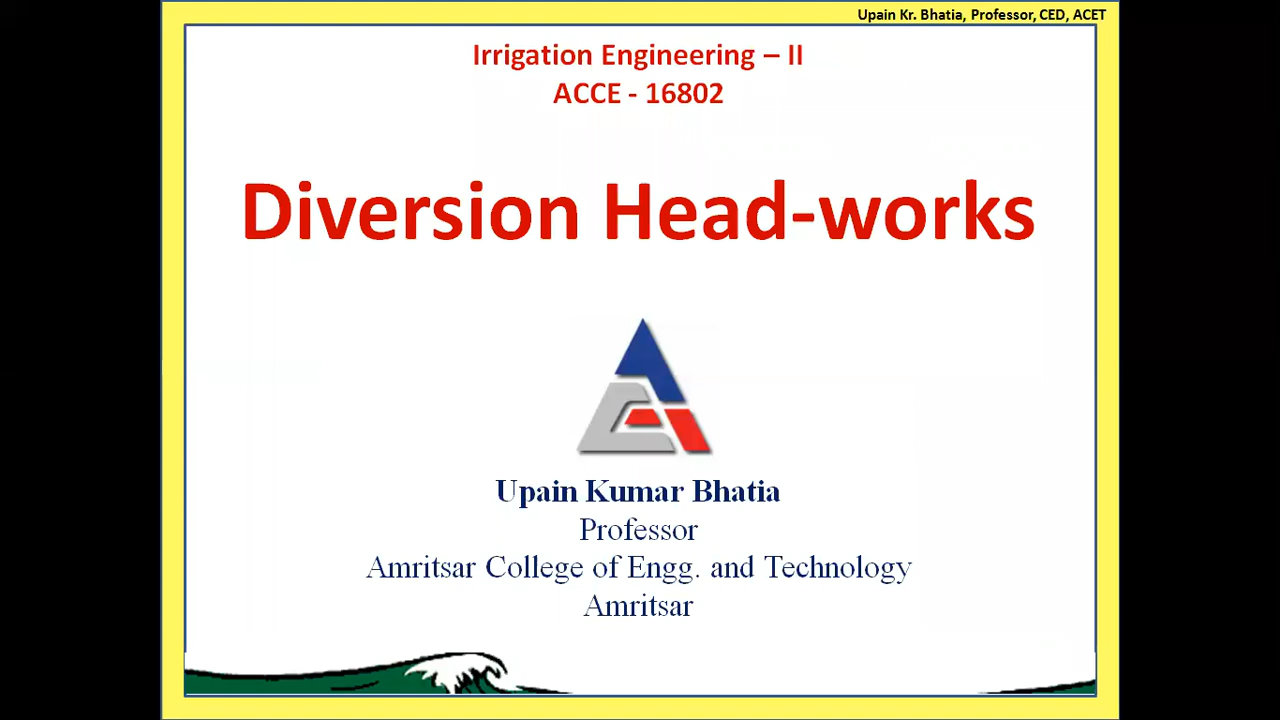 Upain Kr. Bhatia, Professor, CED, ACET
Irrigation Engineering – II
ACCE - 16802
Diversion Head-works
Upain Kumar Bhatia
Professor
Amritsar College of Engg. and Technology
Amritsar